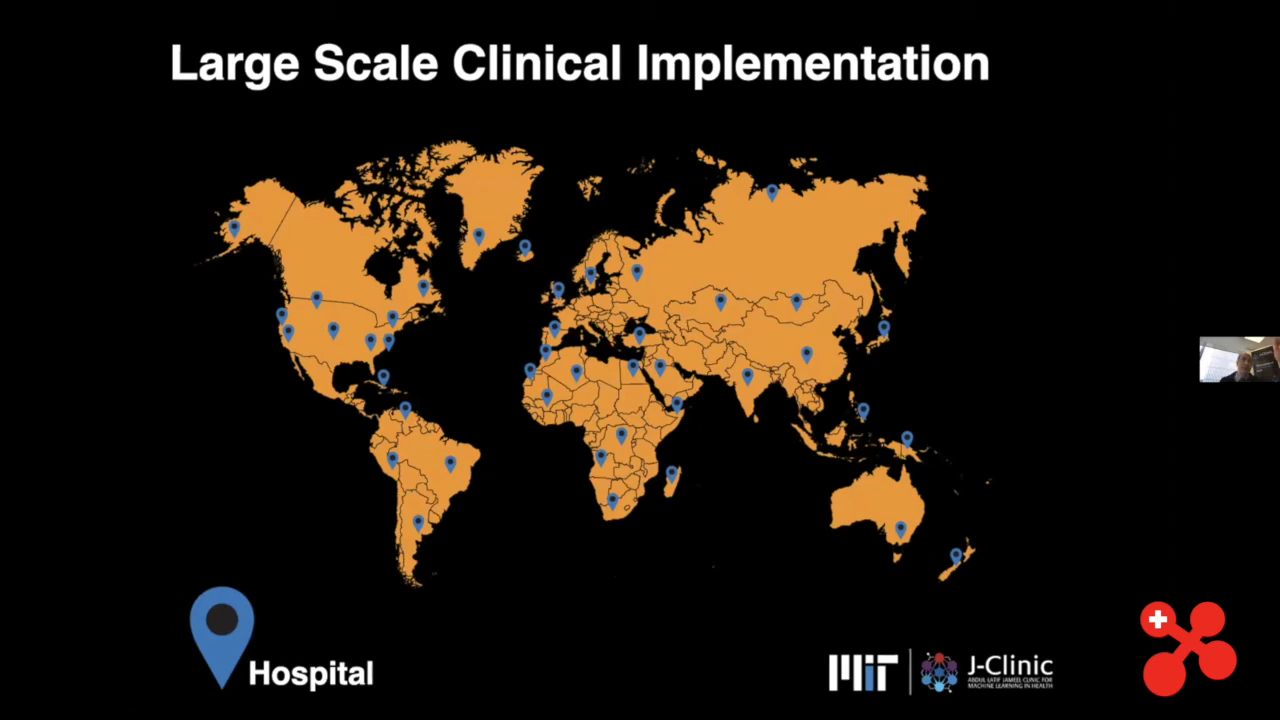 Large Scale Clinical Implementation
Hospital
MIT
J-Clinic
ABDUL LATIF JAMEEL CLINIC FOR
MACHINE LEARNING IN HEALTH